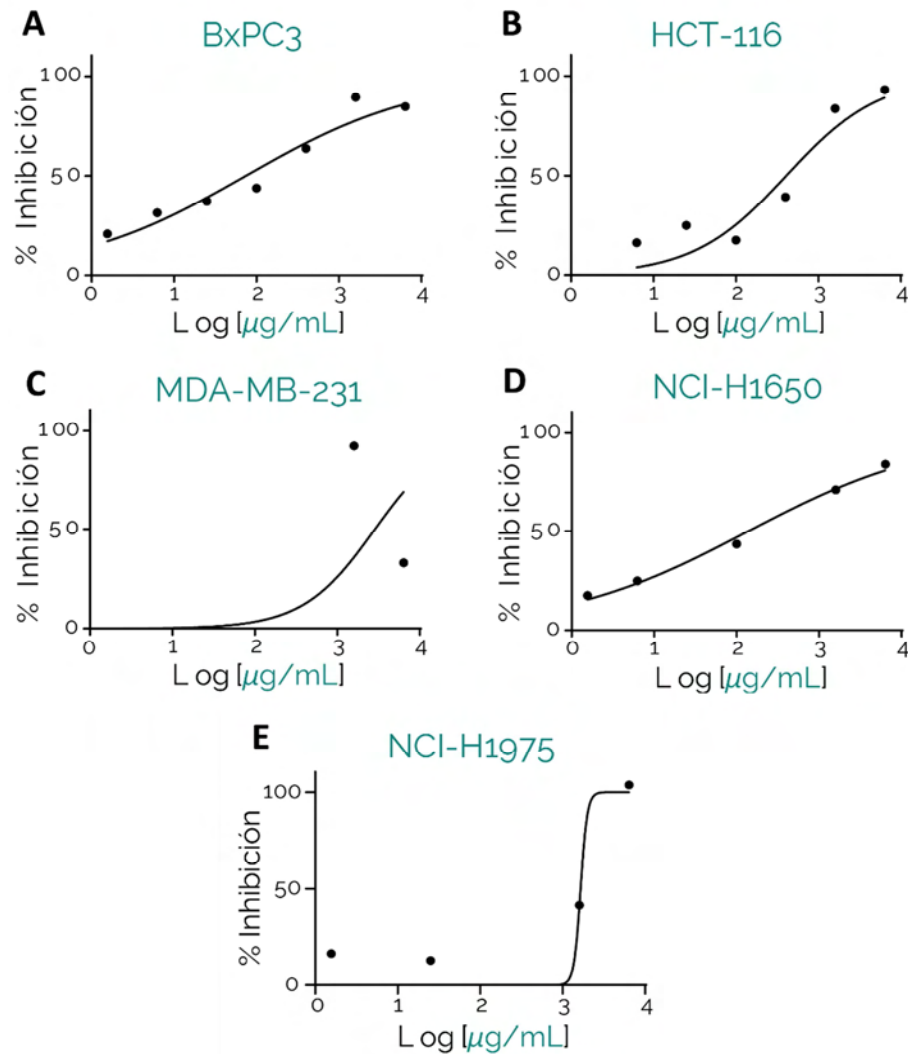 A
BxPC3
% Inhibición
100
50
0
0 1 2 3 4
Log [µg/mL]
B
HCT-116
% Inhibición
100
50
0
0 1 2 3 4
Log [µg/mL]
C
MDA-MB-231
% Inhibición
100
50
0
0 1 2 3 4
Log [µg/mL]
D
NCI-H1650
% Inhibición
100
50
0
0 1 2 3 4
Log [µg/mL]
E
NCI-H1975
% Inhibición
100
50
0
0 1 2 3 4
Log [µg/mL]